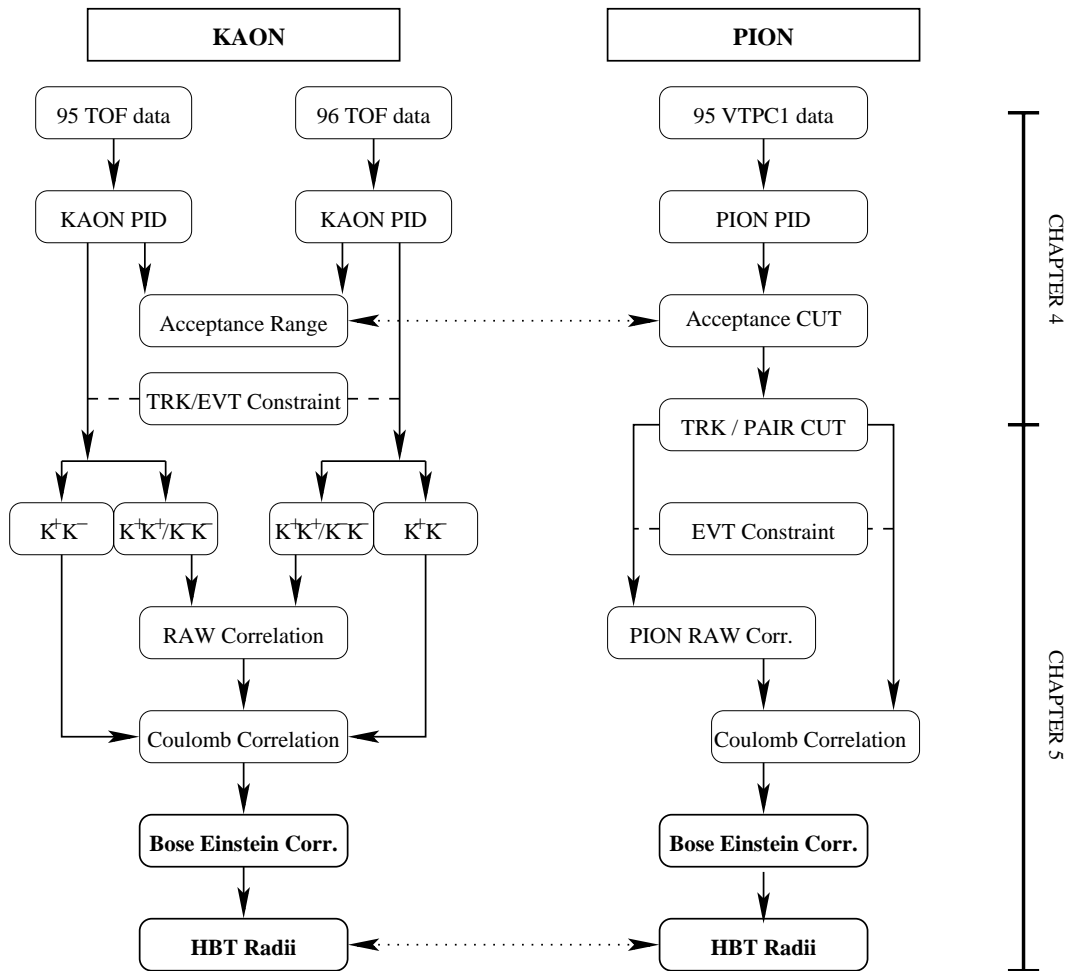 KAON
PION
95 TOF data
96 TOF data
95 VTPC1 data
KAON PID
KAON PID
PION PID
Acceptance Range
Acceptance CUT
TRK/EVT Constraint
TRK / PAIR CUT
K⁺K⁻
K⁺K⁺/K⁻K⁻
K⁺K⁺/K⁻K⁻
K⁺K⁻
EVT Constraint
RAW Correlation
PION RAW Corr.
Coulomb Correlation
Coulomb Correlation
Bose Einstein Corr.
Bose Einstein Corr.
HBT Radii
HBT Radii
CHAPTER 4
CHAPTER 5